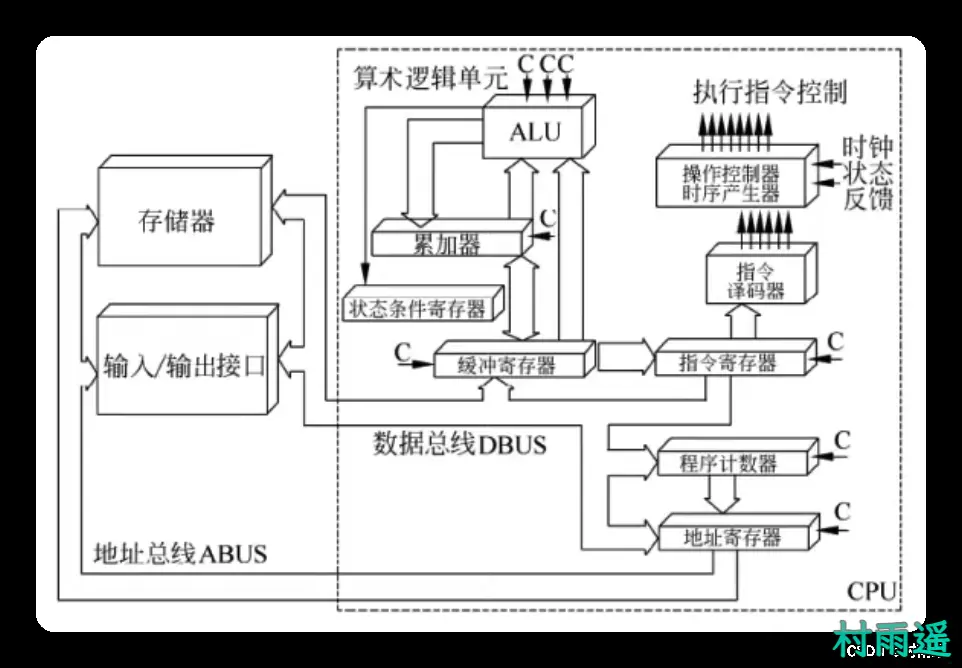 算术逻辑单元
C CC
ALU
执行指令控制
操作控制器
时序产生器
时钟
状态
反馈
存储器
累加器
C
指令
译码器
状态条件寄存器
输入/输出接口
C
缓冲寄存器
指令寄存器
C
数据总线DBUS
程序计数器
C
地址寄存器
C
地址总线ABUS
CPU
村雨遥